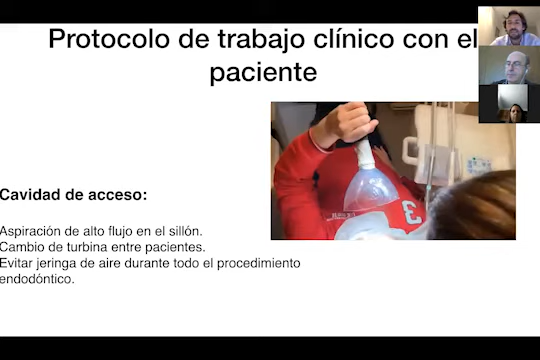 Protocolo de trabajo clínico con el
paciente
Cavidad de acceso:
Aspiración de alto flujo en el sillón.
Cambio de turbina entre pacientes.
Evitar jeringa de aire durante todo el procedimiento
endodóntico.